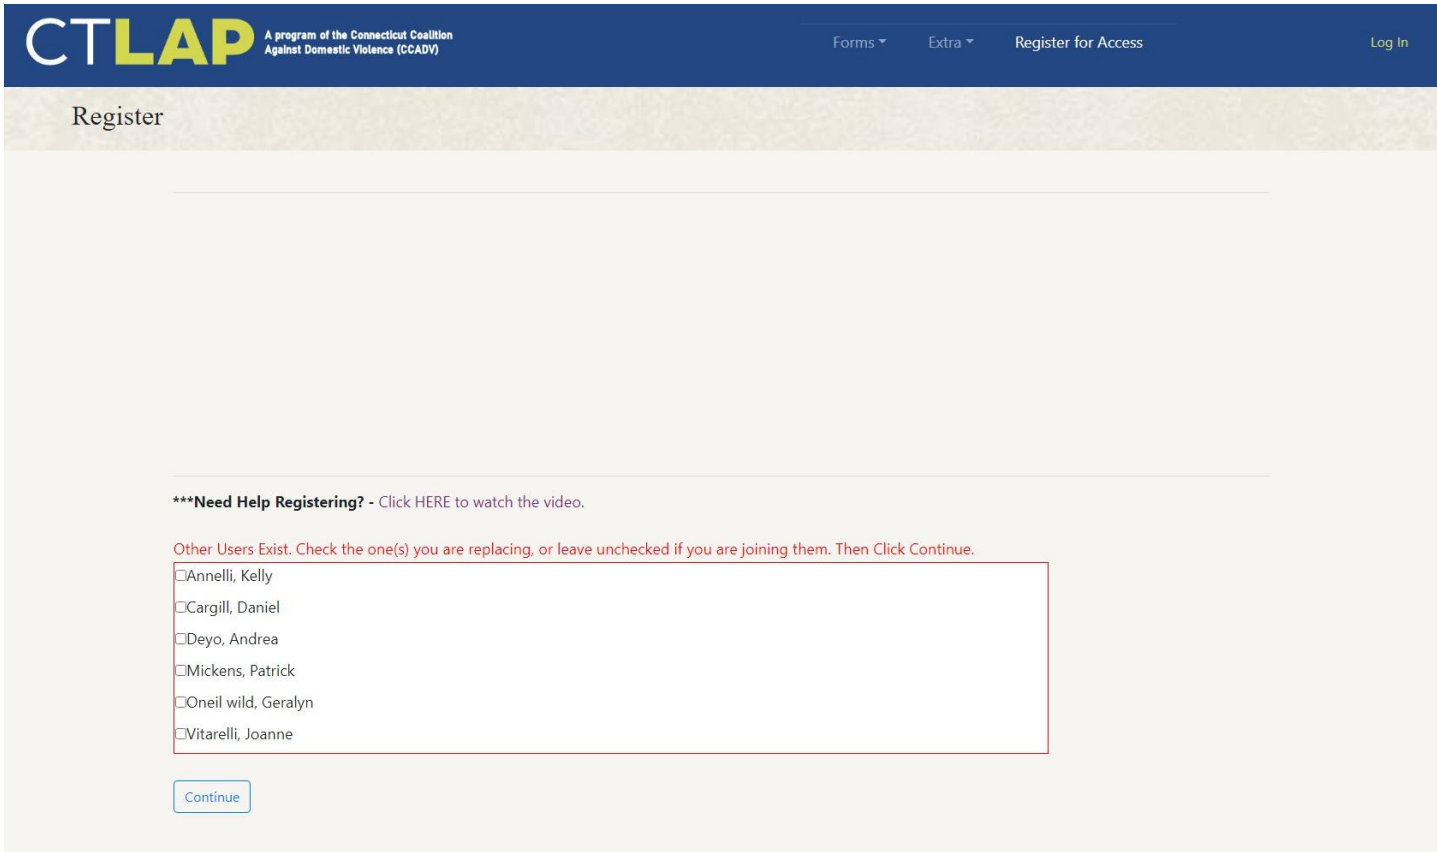 CTLAP
A program of the Connecticut Coalition
Against Domestic Violence (CCADV)
Forms
Extra
Register for Access
Log In
Register
***Need Help Registering? - Click HERE to watch the video.
Other Users Exist. Check the one(s) you are replacing, or leave unchecked if you are joining them. Then Click Continue.
Annelli, Kelly
Cargill, Daniel
Deyo, Andrea
Mickens, Patrick
Oneil wild, Geralyn
Vitarelli, Joanne
Continue